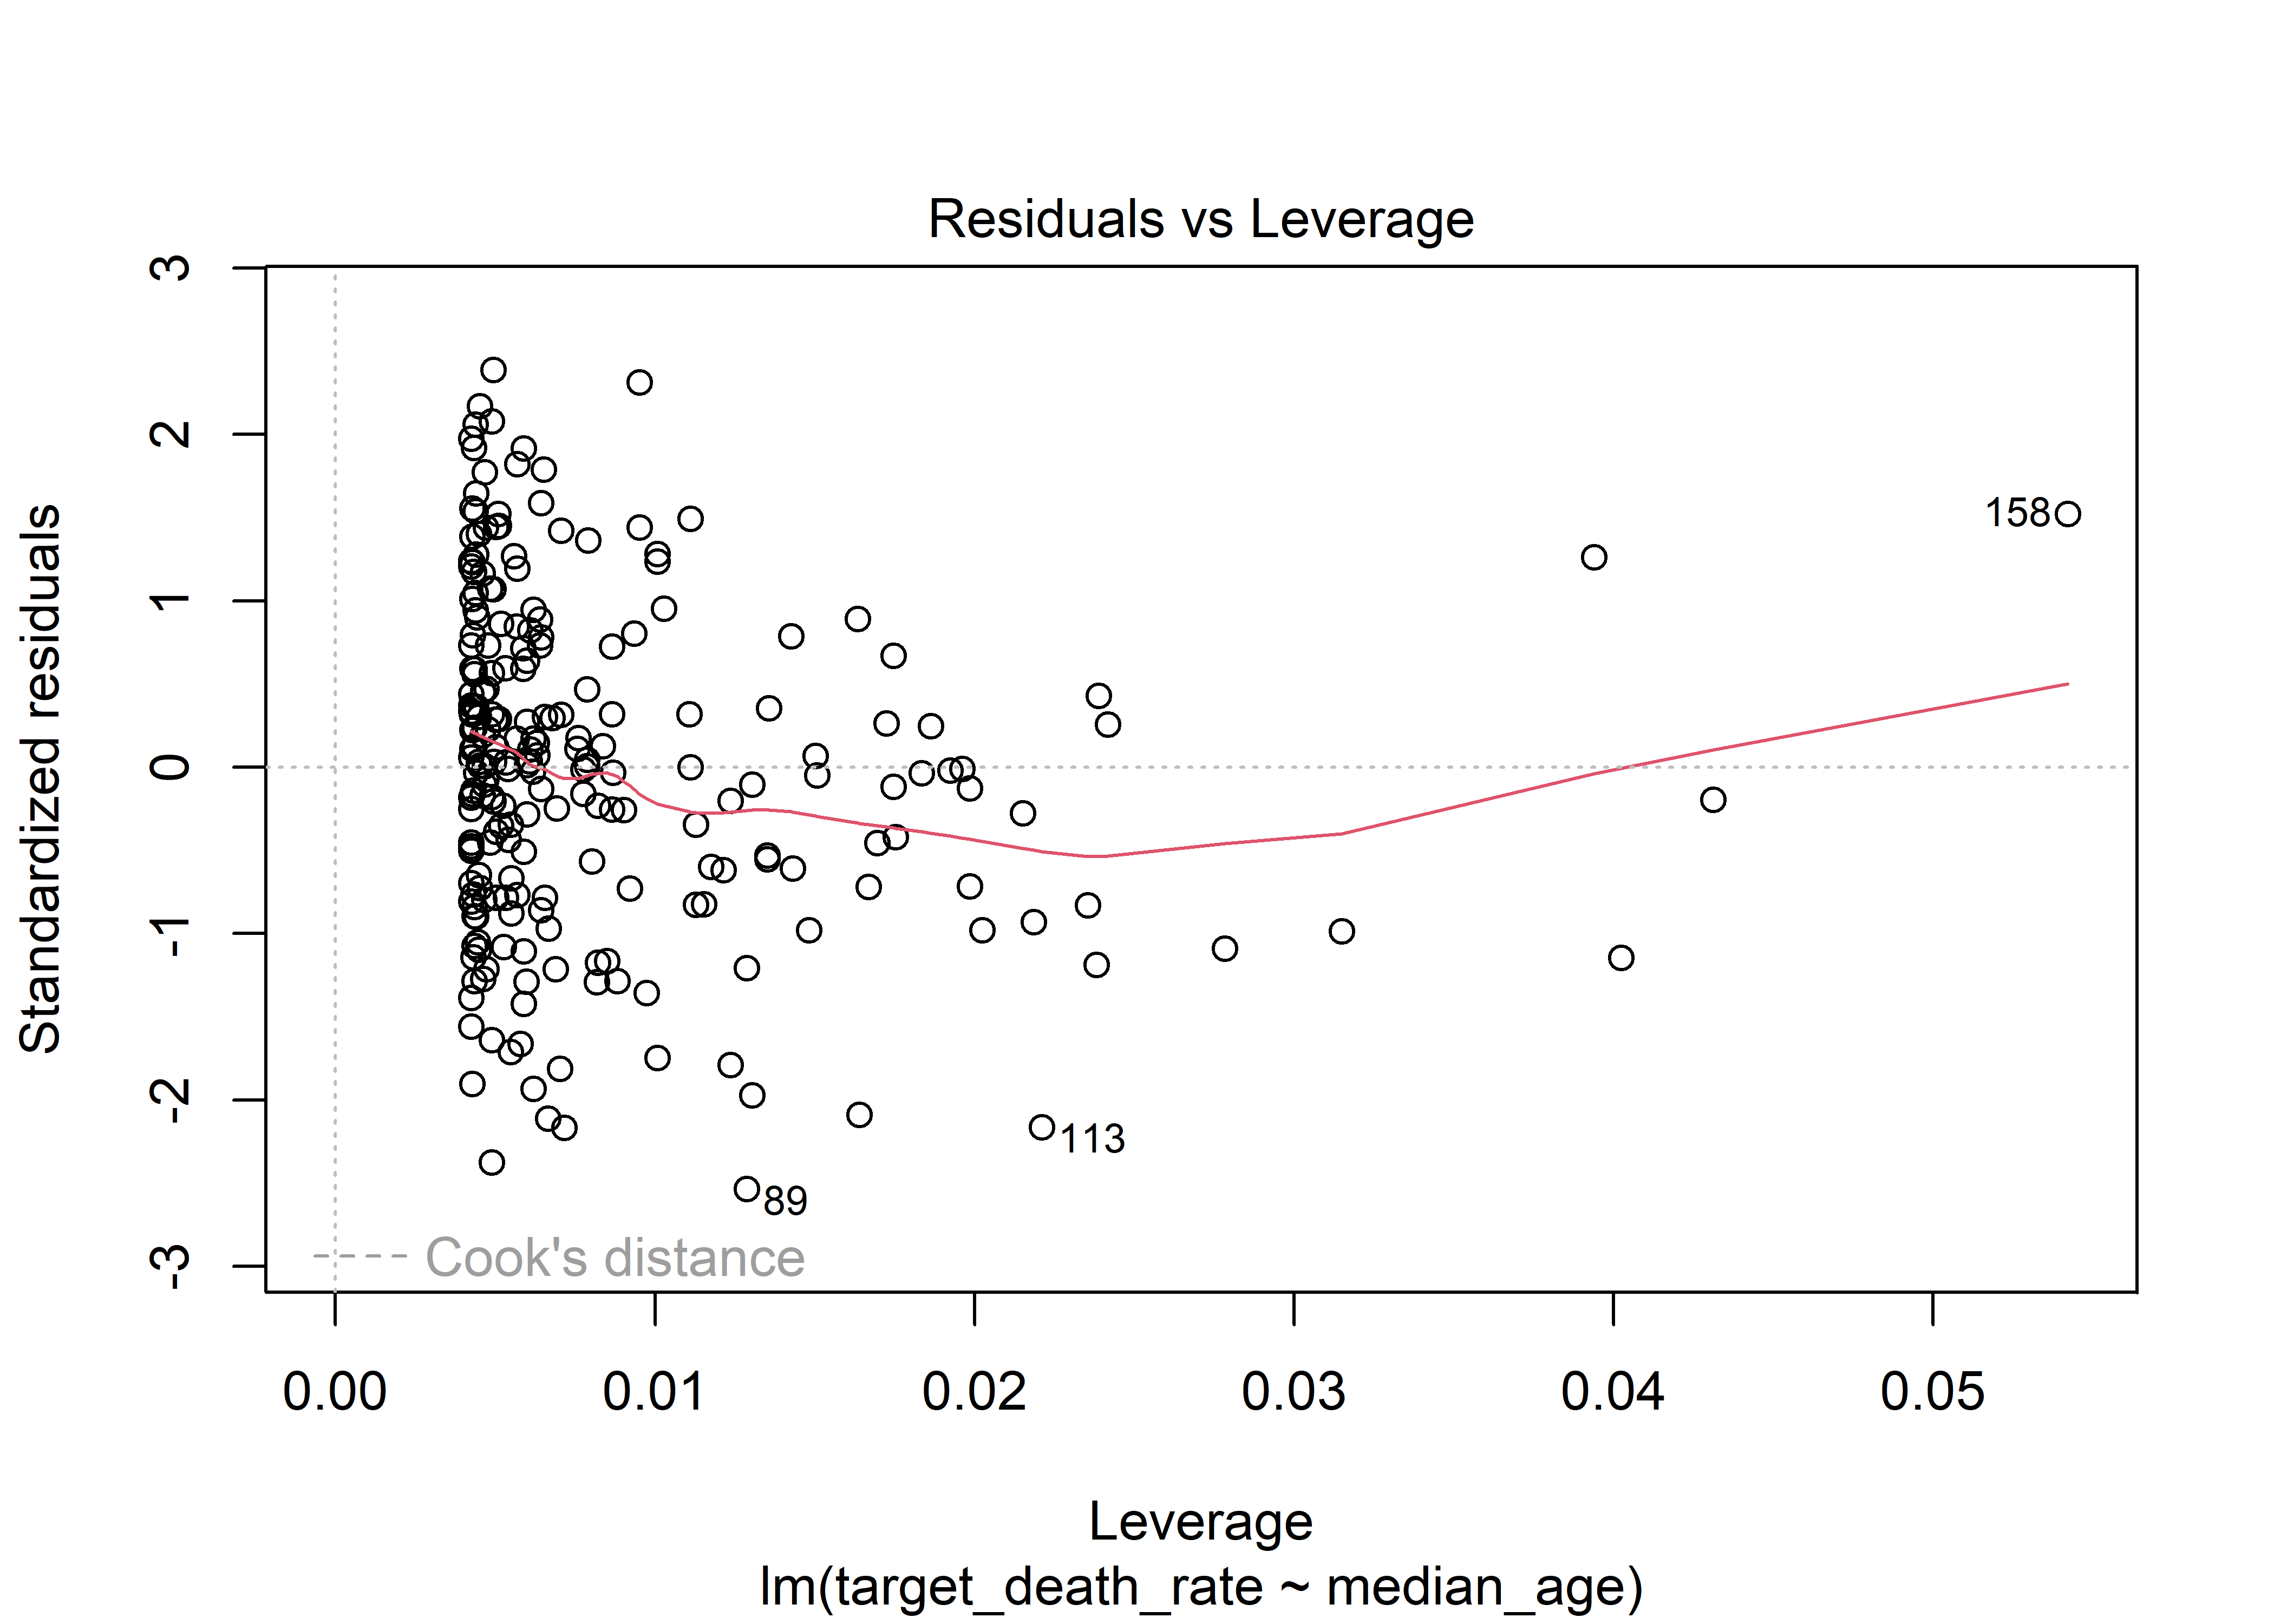 Residuals vs Leverage
Standardized residuals
3
2
1
0
-1
-2
-3
158
113
89
Cook's distance
0.00 0.01 0.02 0.03 0.04 0.05
Leverage
lm(target_death_rate ~ median_age)